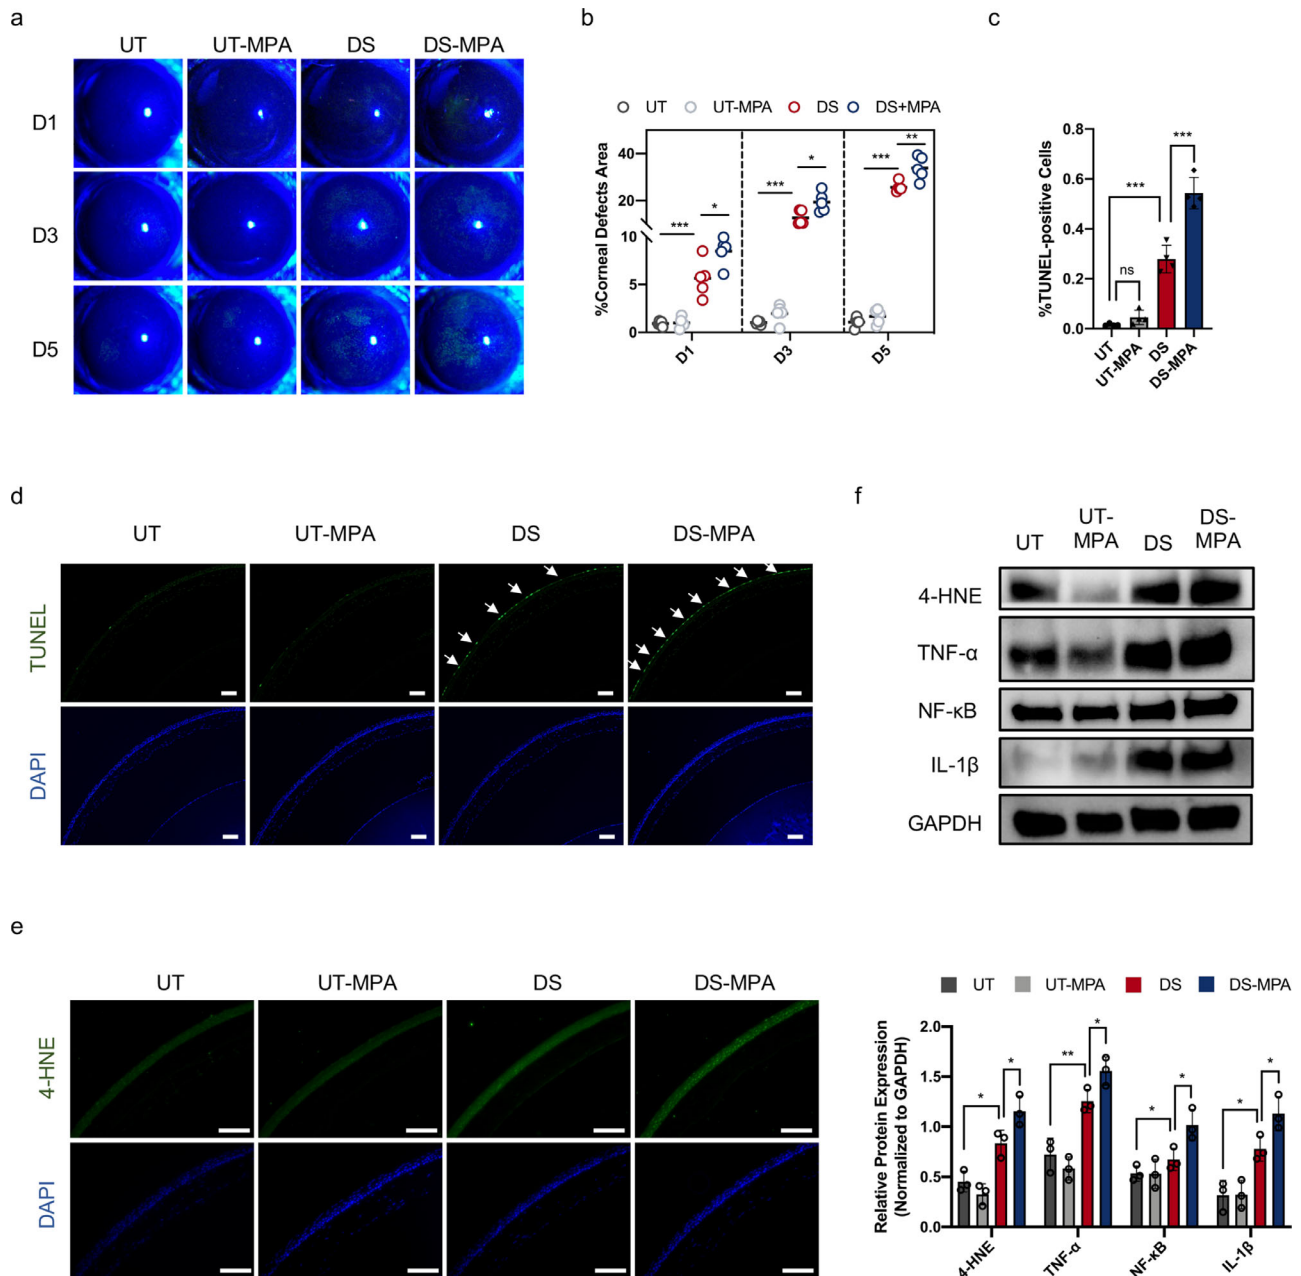 a
UT UT-MPA DS DS-MPA
D1
D3
D5
b
UT UT-MPA DS DS+MPA
%Corneal Defects Area
40
20
10
5
0
*** * *** * *** **
D1 D3 D5
c
%TUNEL-positive Cells
0.8
0.6
0.4
0.2
0.0
***
***
ns
UT UT-MPA DS DS-MPA
d
UT UT-MPA DS DS-MPA
TUNEL
DAPI
e
UT UT-MPA DS DS-MPA
4-HNE
DAPI
f
UT UT-MPA DS DS-MPA
4-HNE
TNF-α
NF-κB
IL-1β
GAPDH
UT UT-MPA DS DS-MPA
Relative Protein Expression
(Normalized to GAPDH)
2.0
1.5
1.0
0.5
0.0
* * ** * * * * *
4-HNE TNF-α NF-κB IL-1β